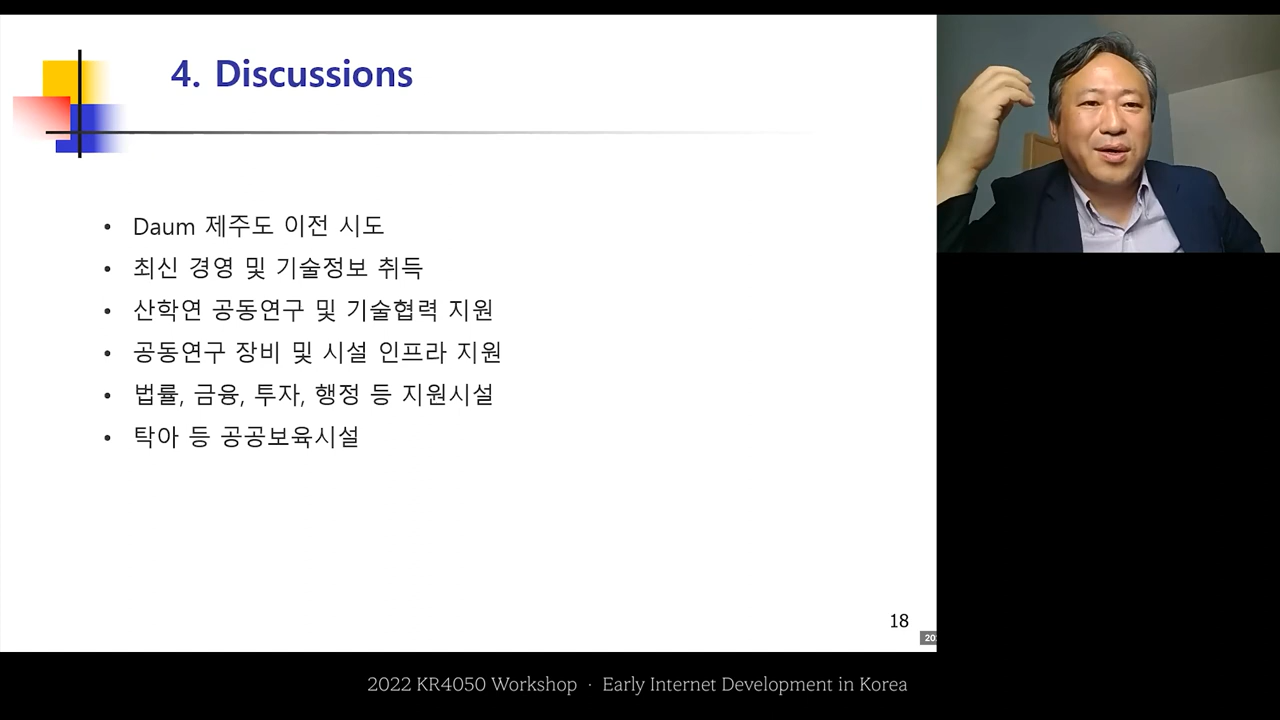 4. Discussions
• Daum 제주도 이전 시도
• 최신 경영 및 기술정보 취득
• 산학연 공동연구 및 기술협력 지원
• 공동연구 장비 및 시설 인프라 지원
• 법률, 금융, 투자, 행정 등 지원시설
• 탁아 등 공공보육시설
18
20
2022 KR4050 Workshop · Early Internet Development in Korea